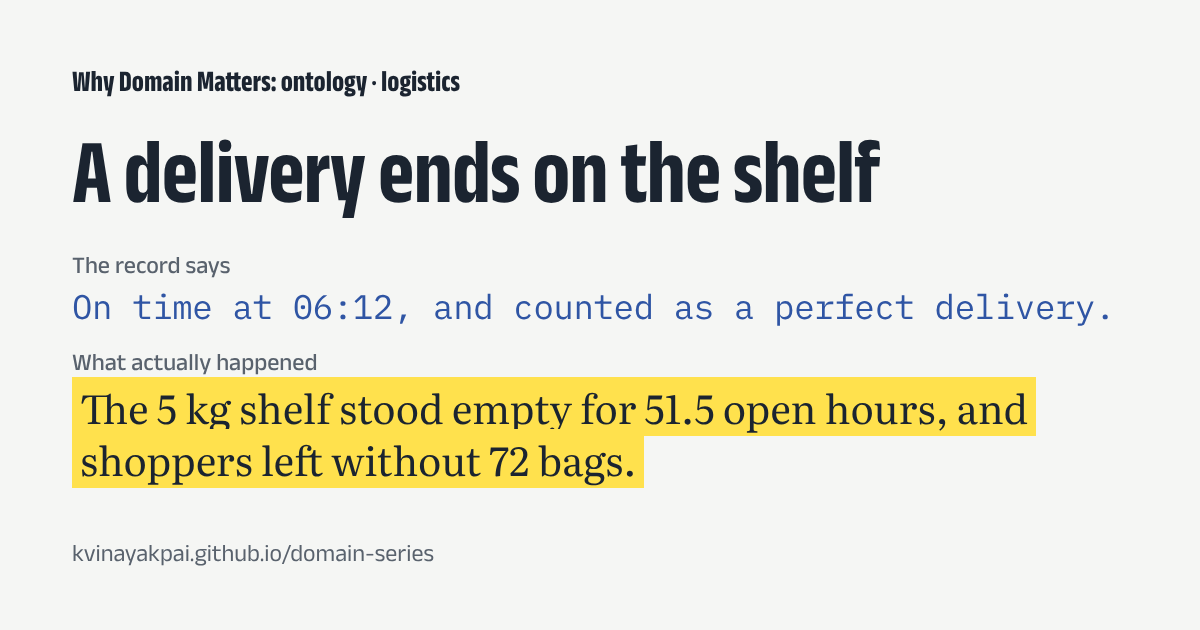 Why Domain Matters: ontology · logistics
A delivery ends on the shelf
The record says
On time at 06:12, and counted as a perfect delivery.
What actually happened
The 5 kg shelf stood empty for 51.5 open hours, and
shoppers left without 72 bags.
kvinayakpai.github.io/domain-series